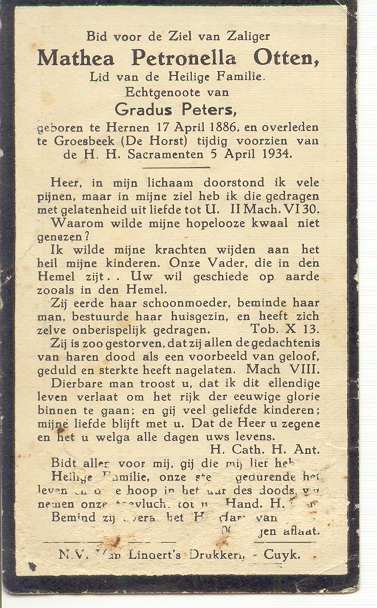 Bid voor de Ziel van Zaliger
Mathea Petronella Otten,
Lid van de Heilige Familie.
Echtgenoote van
Gradus Peters,
geboren te Hernen 17 April 1886, en overleden
te Groesbeek (De Horst) tijdig voorzien van
de H. H. Sacramenten 5 April 1934.
Heer, in mijn lichaam doorstond ik vele
pijnen, maar in mijne ziel heb ik die gedragen
met gelatenheid uit liefde tot U. II Mach. VI 30.
Waarom wilde mijne hopelooze kwaal niet
genezen?
Ik wilde mijne krachten wijden aan het
heil mijne kinderen. Onze Vader, die in den
Hemel zijt.. Uw wil geschiede op aarde
zooals in den Hemel.
Zij eerde haar schoonmoeder, beminde haar
man, bestuurde haar huisgezin, en heeft zich
zelve onberispelijk gedragen. Tob. X 13.
Zij is zoo gestorven, dat zij allen de gedachtenis
van haren dood als een voorbeeld van geloof,
geduld en sterkte heeft nagelaten. Mach VIII.
Dierbare man troost u, dat ik dit ellendige
leven verlaat om het rijk der eeuwige glorie
binnen te gaan; en gij veel geliefde kinderen;
mijne liefde blijft met u. Dat de Heer u zegene
en het u welga alle dagen uws levens.
H. Cath. H. Ant.
Bidt allen voor mij, gij die mij lief heb
Heilige Familie, onze gedurende het
leven en hoop in het uur des doods,
nemen onze toevlucht tot u Hand. H.
Bemind zij het H. Hart van
aflaat.
N.V. Van Lingert's Drukkerij, - Cuyk.